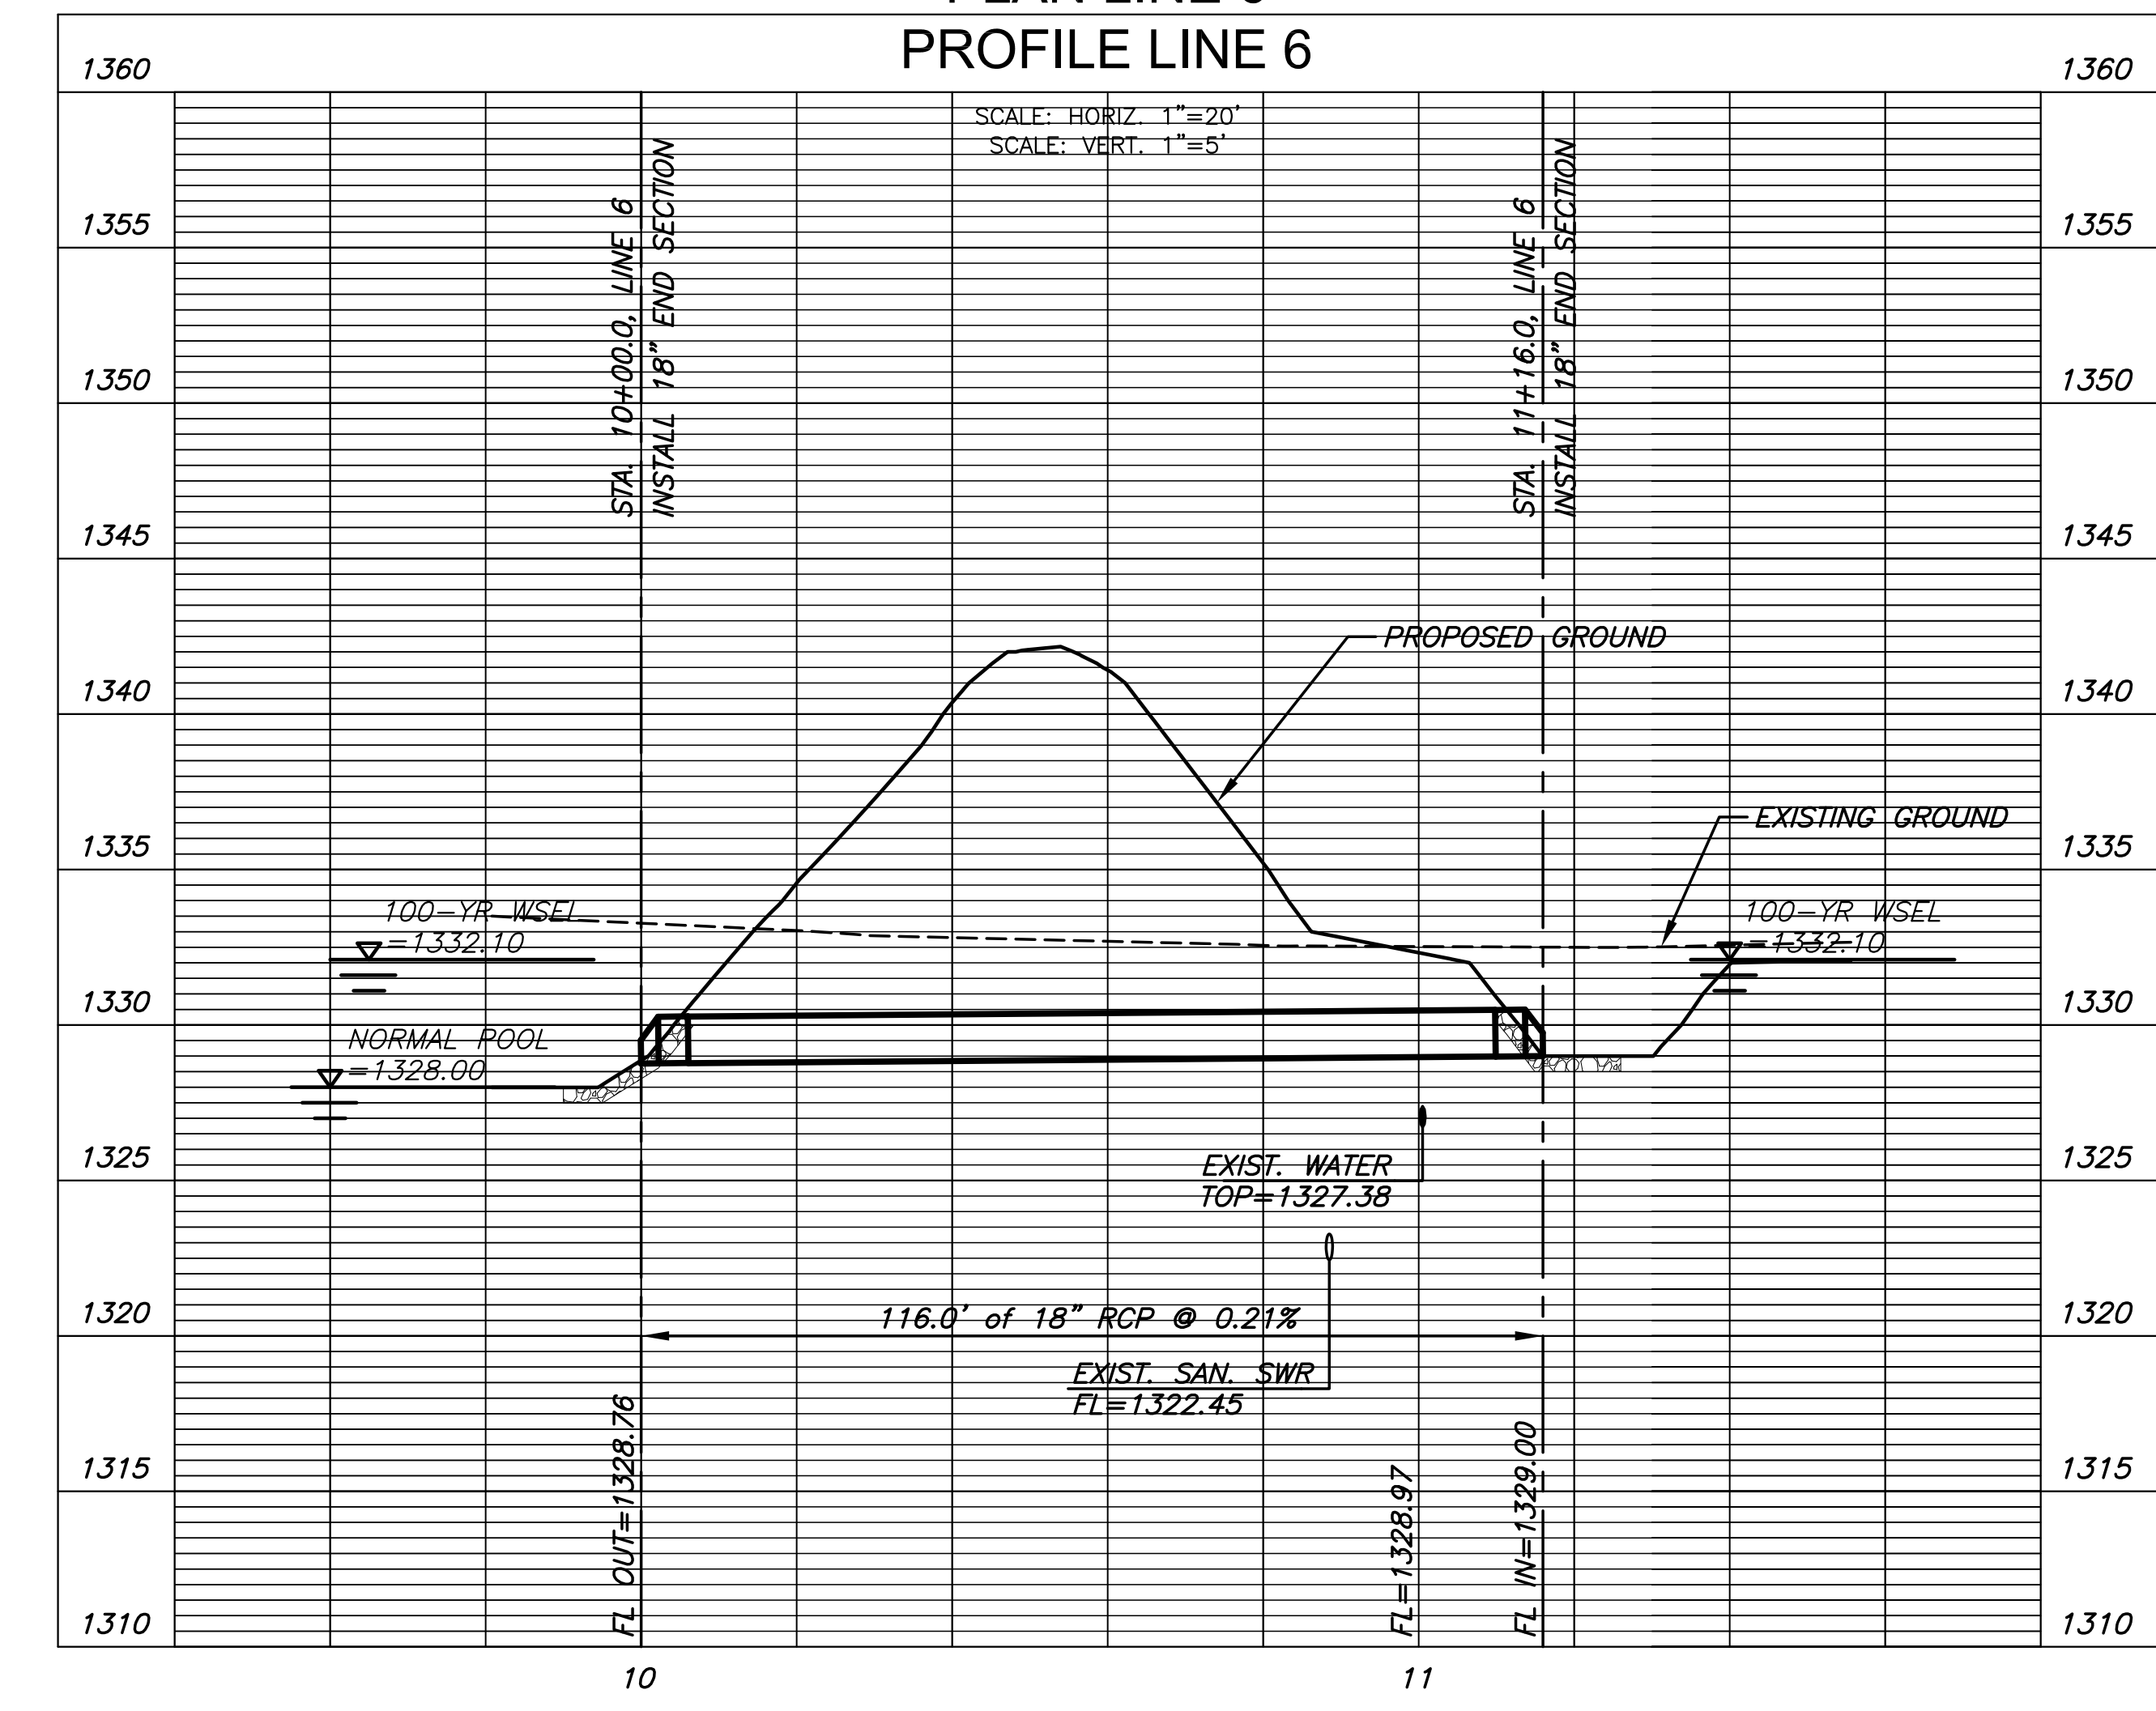 PROFILE LINE 6
1360
1360
SCALE: HORIZ. 1"=20'
SCALE: VERT. 1"=5'
STA. 10+00.0, LINE 6
INSTALL 18" END SECTION
STA. 11+16.0, LINE 6
INSTALL 18" END SECTION
1355
1355
1350
1350
1345
1345
PROPOSED GROUND
1340
1340
EXISTING GROUND
1335
1335
100-YR WSEL
=1332.10
100-YR WSEL
=1332.10
1330
1330
NORMAL POOL
=1328.00
1325
1325
EXIST. WATER
TOP=1327.38
1320
1320
116.0' of 18" RCP @ 0.21%
EXIST. SAN. SWR
FL=1322.45
1315
1315
FL OUT=1328.76
FL=1328.97
FL IN=1329.00
1310
1310
10
11